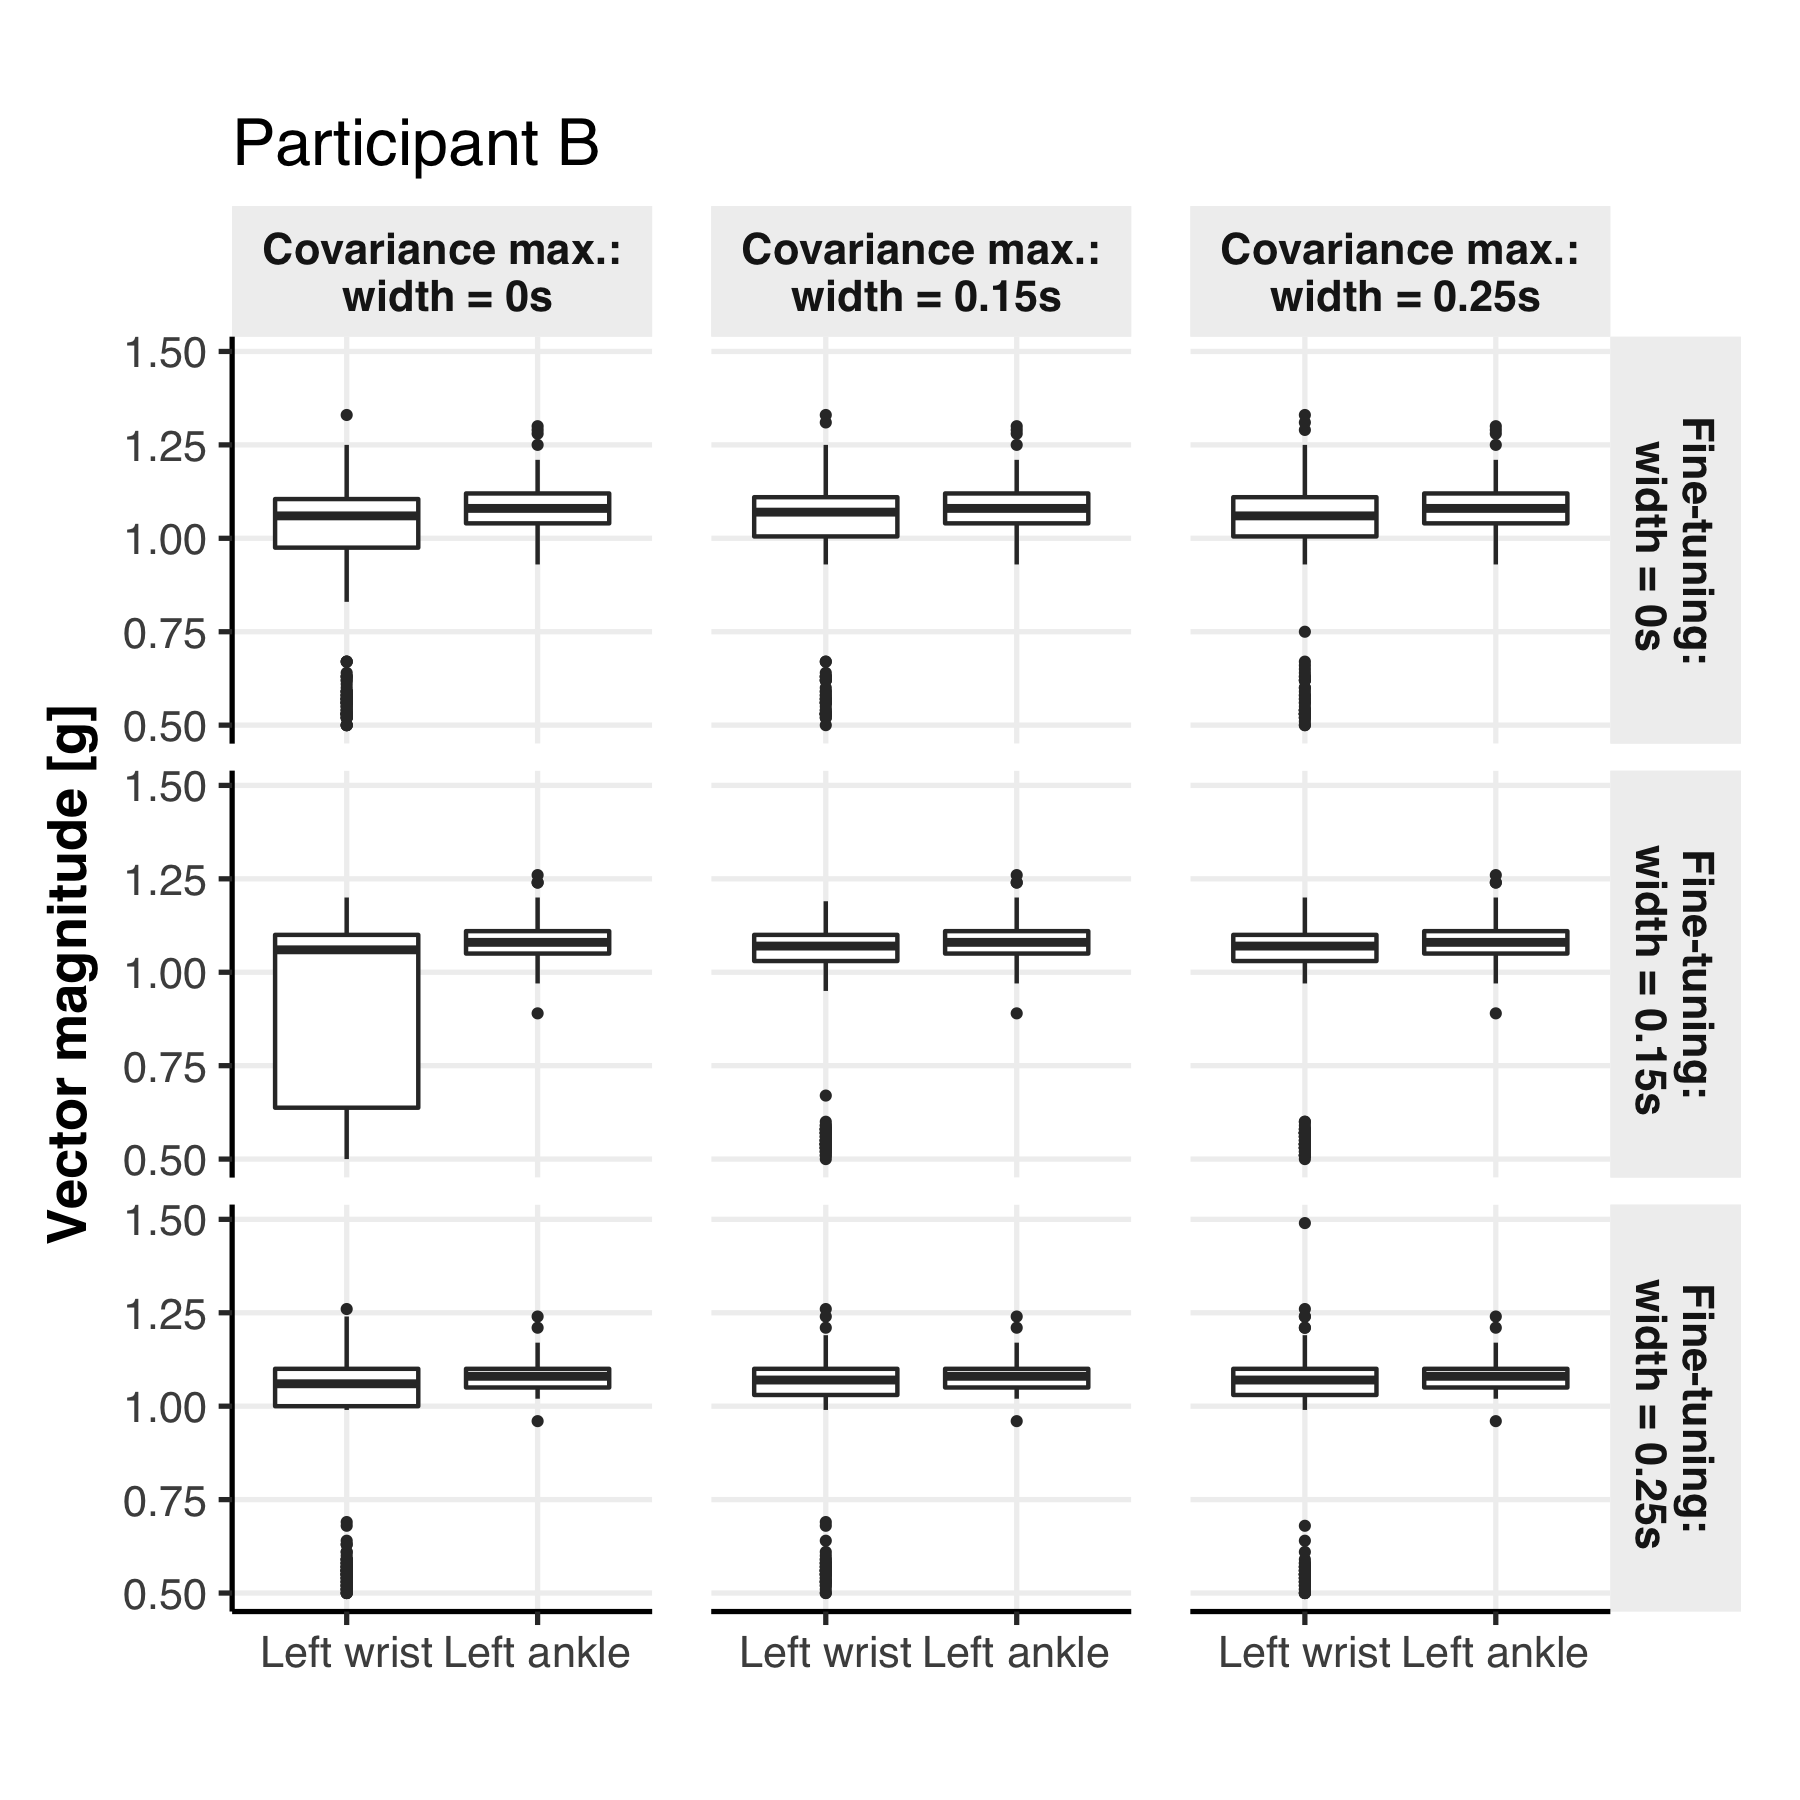 Participant B
Covariance max.:
width = 0s
Covariance max.:
width = 0.15s
Covariance max.:
width = 0.25s
Vector magnitude [g]
1.50
1.25
1.00
0.75
0.50
Fine-tuning:
width = 0s
1.50
1.25
1.00
0.75
0.50
Fine-tuning:
width = 0.15s
1.50
1.25
1.00
0.75
0.50
Fine-tuning:
width = 0.25s
Left wrist Left ankle
Left wrist Left ankle
Left wrist Left ankle